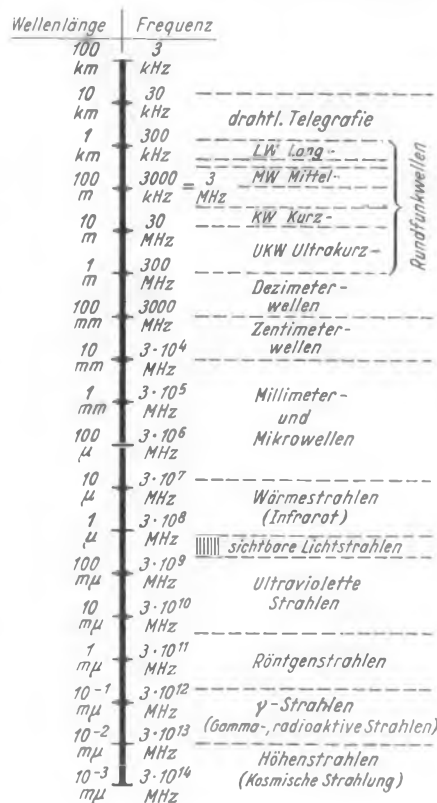 Wellenlänge Frequenz
100 3
km kHz
10 30
km kHz
drahtl. Telegrafie
1 300
km kHz
LW Lang-
100 3000 = 3
m kHz MHz
MW Mittel-
KW Kurz-
10 30
m MHz
UKW Ultrakurz-
Rundfunkwellen
1 300
m MHz
Dezimeter-
wellen
100 3000
mm MHz
Zentimeter-
wellen
10 3·10⁴
mm MHz
1 3·10⁵
mm MHz
Millimeter-
und
Mikrowellen
100 3·10⁶
μ MHz
10 3·10⁷
μ MHz
Wärmestrahlen
(Infrarot)
1 3·10⁸
μ MHz
sichtbare Lichtstrahlen
100 3·10⁹
mμ MHz
Ultraviolette
Strahlen
10 3·10¹⁰
mμ MHz
1 3·10¹¹
mμ MHz
Röntgenstrahlen
10⁻¹ 3·10¹²
mμ MHz
γ-Strahlen
(Gamma-, radioaktive Strahlen)
10⁻² 3·10¹³
mμ MHz
Höhenstrahlen
(Kosmische Strahlung)
10⁻³ 3·10¹⁴
mμ MHz